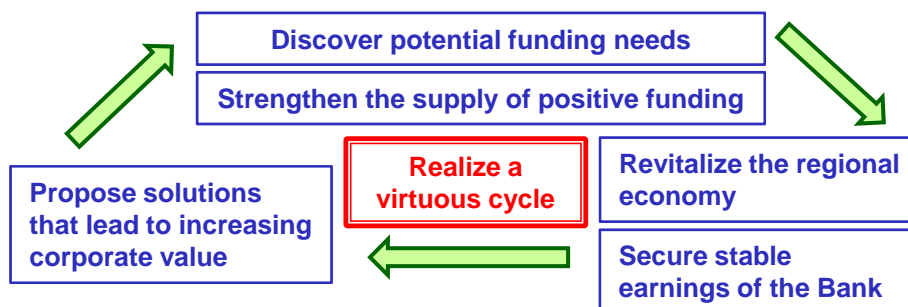 Discover potential funding needs
Strengthen the supply of positive funding
Realize a
virtuous cycle
Revitalize the regional
economy
Propose solutions
that lead to increasing
corporate value
Secure stable
earnings of the Bank